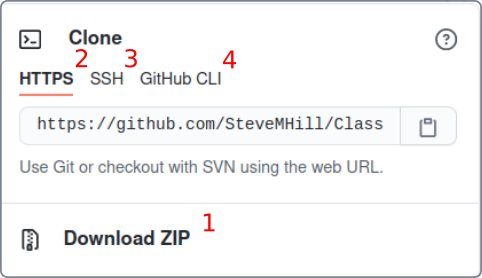 Clone
HTTPS 2 SSH 3 GitHub CLI 4
https://github.com/SteveMHill/Class
Use Git or checkout with SVN using the web URL.
Download ZIP 1